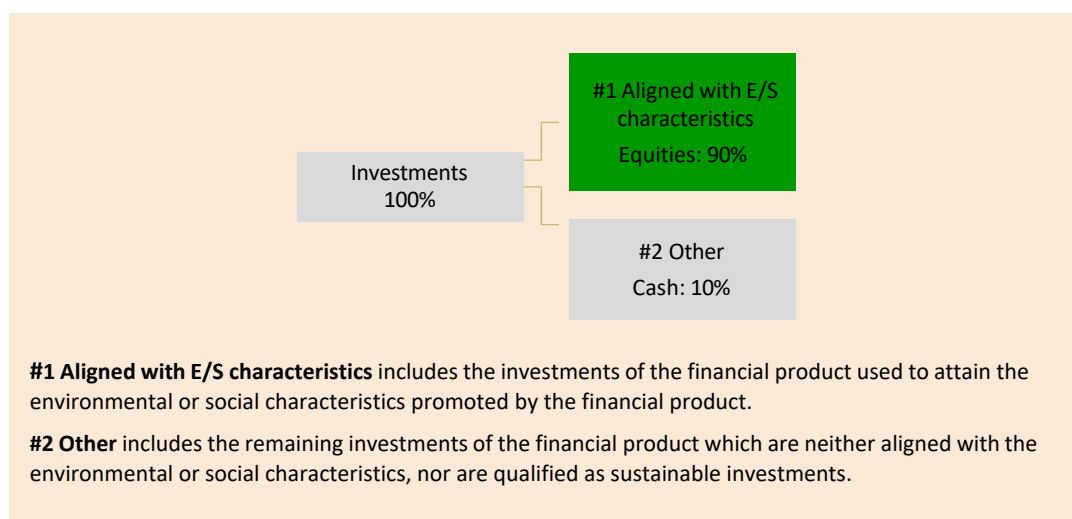 #1 Aligned with E/S
characteristics
Equities: 90%
Investments
100%
#2 Other
Cash: 10%
#1 Aligned with E/S characteristics includes the investments of the financial product used to attain the
environmental or social characteristics promoted by the financial product.
#2 Other includes the remaining investments of the financial product which are neither aligned with the
environmental or social characteristics, nor are qualified as sustainable investments.